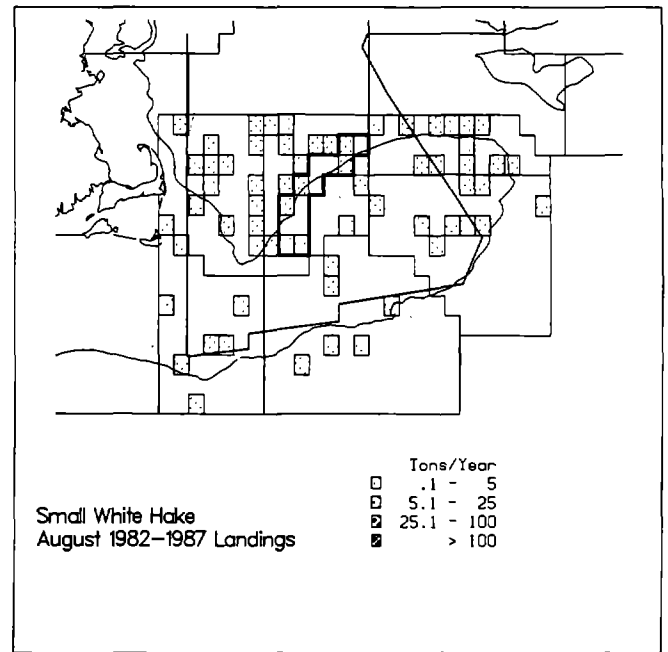 Tons/Year
.1 - 5
5.1 - 25
25.1 - 100
> 100
Small White Hake
August 1982-1987 Landings